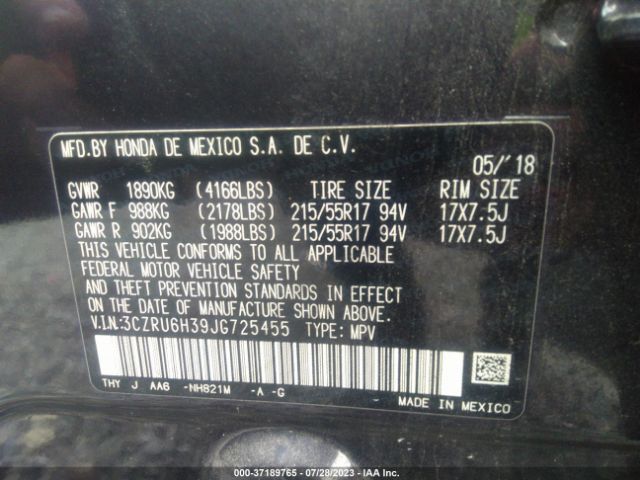 MFD.BY HONDA DE MEXICO S.A. DE C.V.
05/'18
GVWR 1890KG (4166LBS) TIRE SIZE RIM SIZE
GAWR F 988KG (2178LBS) 215/55R17 94V 17X7.5J
GAWR R 902KG (1988LBS) 215/55R17 94V 17X7.5J
THIS VEHICLE CONFORMS TO ALL APPLICABLE
FEDERAL MOTOR VEHICLE SAFETY
AND THEFT PREVENTION STANDARDS IN EFFECT
ON THE DATE OF MANUFACTURE SHOWN ABOVE.
V.I.N.:3CZRU6H39JG725455 TYPE: MPV
THY J AA6 -NH821M -A -G
MADE IN MEXICO
000-37189765 - 07/28/2023 - IAA Inc.